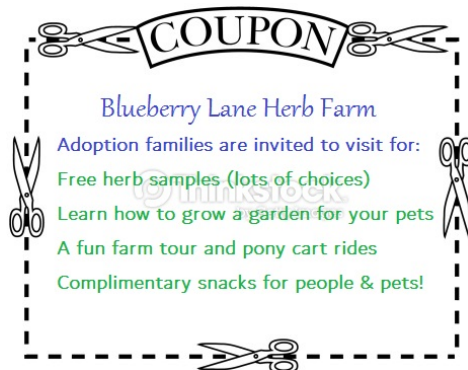 COUPON
Blueberry Lane Herb Farm
Adoption families are invited to visit for:
Free herb samples (lots of choices)
thinkstock
Learn how to grow a garden for your pets
A fun farm tour and pony cart rides
Complimentary snacks for people & pets!